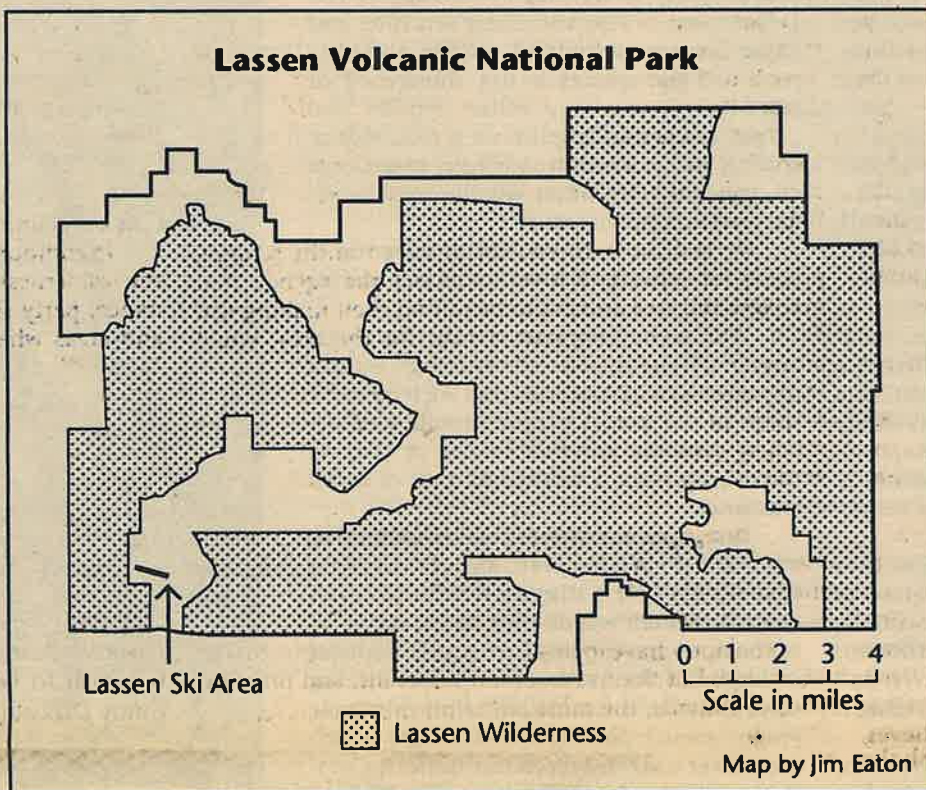 Lassen Volcanic National Park
0 1 2 3 4
Lassen Ski Area
Scale in miles
Lassen Wilderness
Map by Jim Eaton